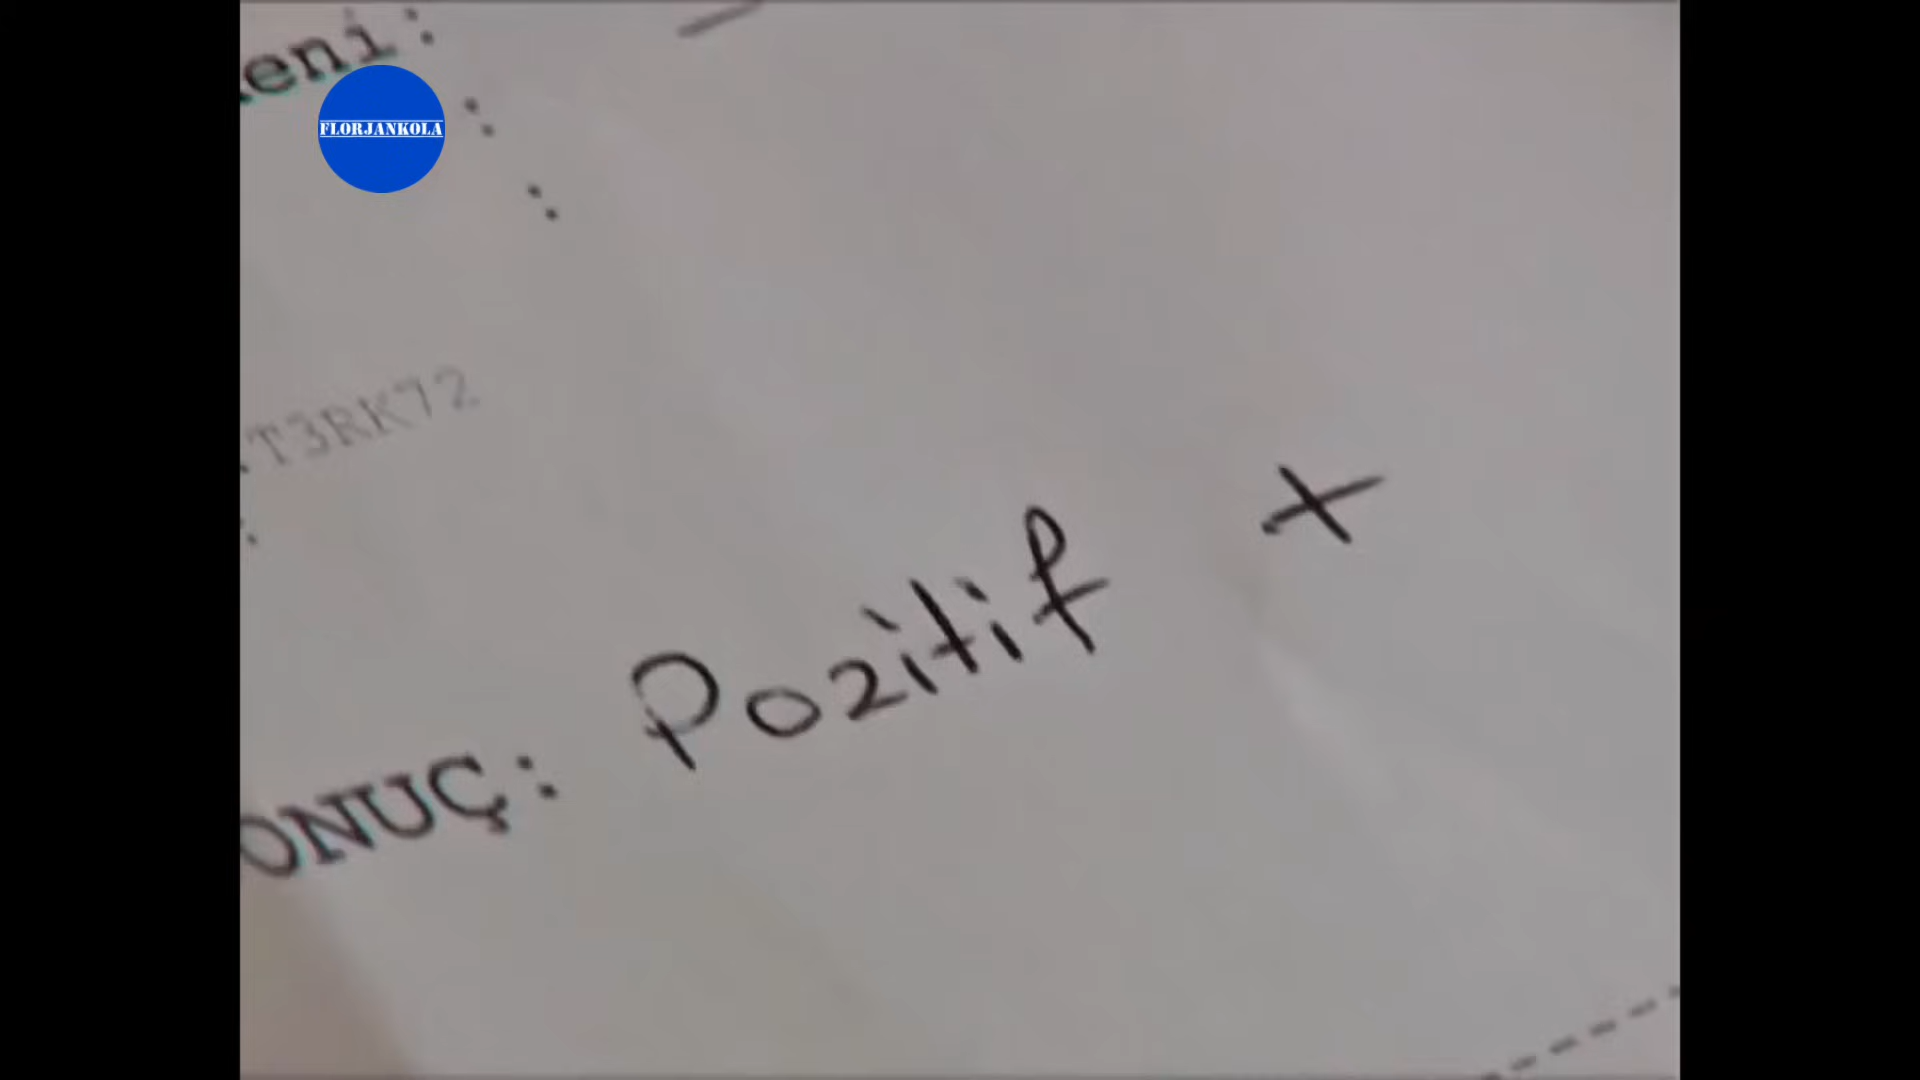 eni:
FLORJANKOLA
:
:
T3RK72
:
ONUÇ: Pozitif +